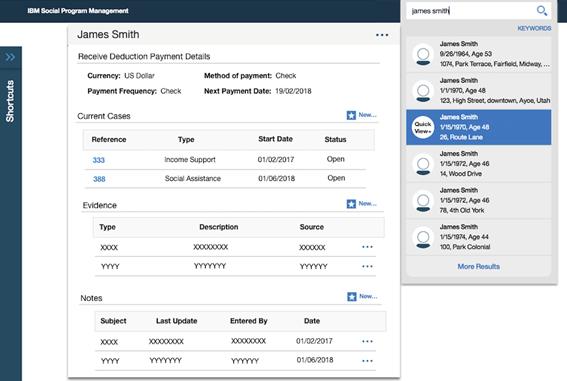 IBM Social Program Management
Shortcuts
James Smith
Receive Deduction Payment Details
Currency: US Dollar Method of payment: Check
Payment Frequency: Check Next Payment Date: 19/02/2018
Current Cases New...
Reference Type Start Date Status
333 Income Support 01/02/2017 Open
388 Social Assistance 01/06/2018 Open
Evidence New...
Type Description Source
XXXX XXXXXXXX XXXXXX
YYYY YYYYYYY YYYYYY
Notes New...
Subject Last Update Entered By Date
XXXX XXXXXXXX XXXXXXXX 01/02/2017
YYYY YYYYYYY YYYYYY 01/06/2018
james smith
KEYWORDS
James Smith
9/26/1964, Age 53
1074, Park Terrace, Fairfield, Midway, ...
James Smith
1/1/1970, Age 48
123, High Street, downtown, Ayoe, Utah
Quick View+
James Smith
1/15/1970, Age 48
26, Route Lane
James Smith
1/15/1972, Age 46
14, Wood Drive
James Smith
1/15/1972, Age 46
78, 4th Old York
James Smith
1/15/1974, Age 44
100, Park Colonial
More Results